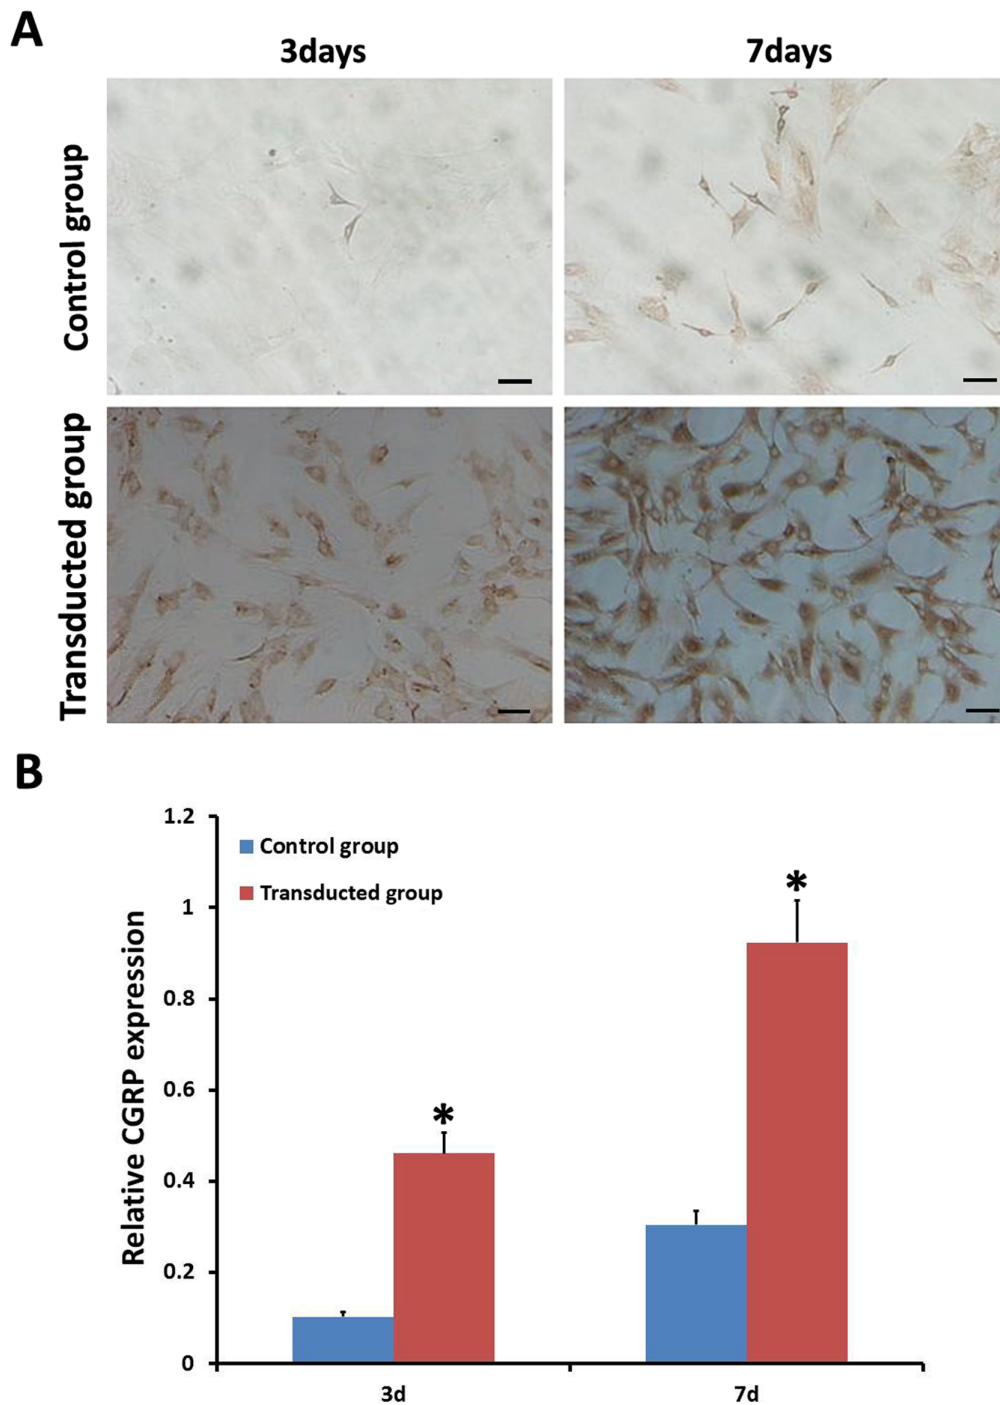 A
3days
7days
Control group
Transducted group
B
Relative CGRP expression
1.2
1
0.8
0.6
0.4
0.2
0
Control group
Transducted group
*
*
3d
7d